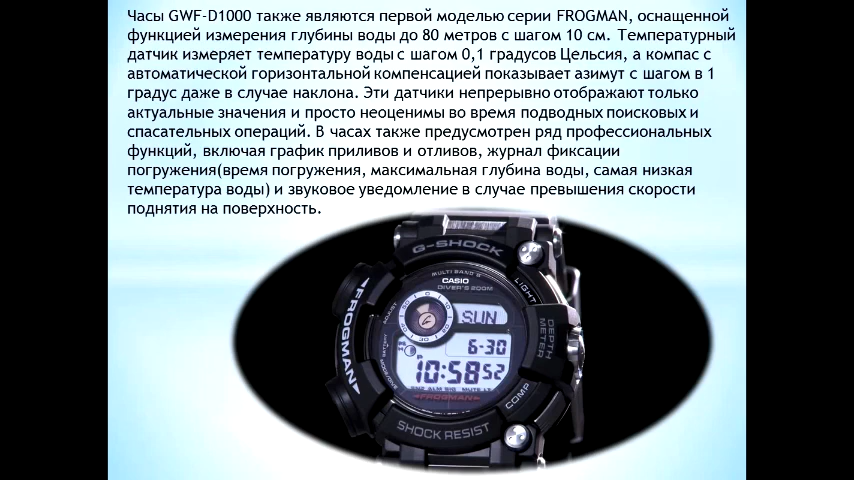 Часы GWF-D1000 также являются первой моделью серии FROGMAN, оснащенной
функцией измерения глубины воды до 80 метров с шагом 10 см. Температурный
датчик измеряет температуру воды с шагом 0,1 градусов Цельсия, а компас с
автоматической горизонтальной компенсацией показывает азимут с шагом в 1
градус даже в случае наклона. Эти датчики непрерывно отображают только
актуальные значения и просто неоценимы во время подводных поисковых и
спасательных операций. В часах также предусмотрен ряд профессиональных
функций, включая график приливов и отливов, журнал фиксации
погружения(время погружения, максимальная глубина воды, самая низкая
температура воды) и звуковое уведомление в случае превышения скорости
поднятия на поверхность.
G-SHOCK
MULTI BAND 6
CASIO
DIVER'S 200M
LIGHT
ADJUST
FROGMAN
SUN
DEPTH
METER
6-30
10:58 52
FROGMAN
COMP
SHOCK RESIST